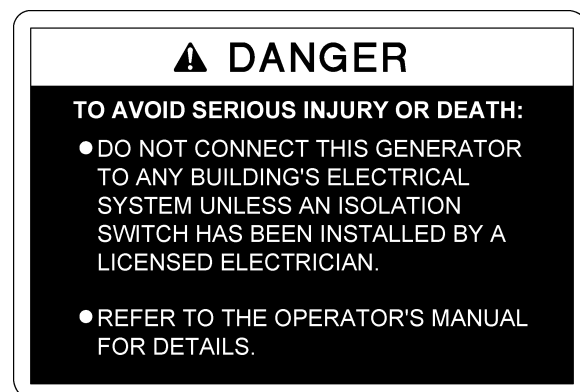 DANGER
TO AVOID SERIOUS INJURY OR DEATH:
●DO NOT CONNECT THIS GENERATOR
TO ANY BUILDING'S ELECTRICAL
SYSTEM UNLESS AN ISOLATION
SWITCH HAS BEEN INSTALLED BY A
LICENSED ELECTRICIAN.
●REFER TO THE OPERATOR'S MANUAL
FOR DETAILS.